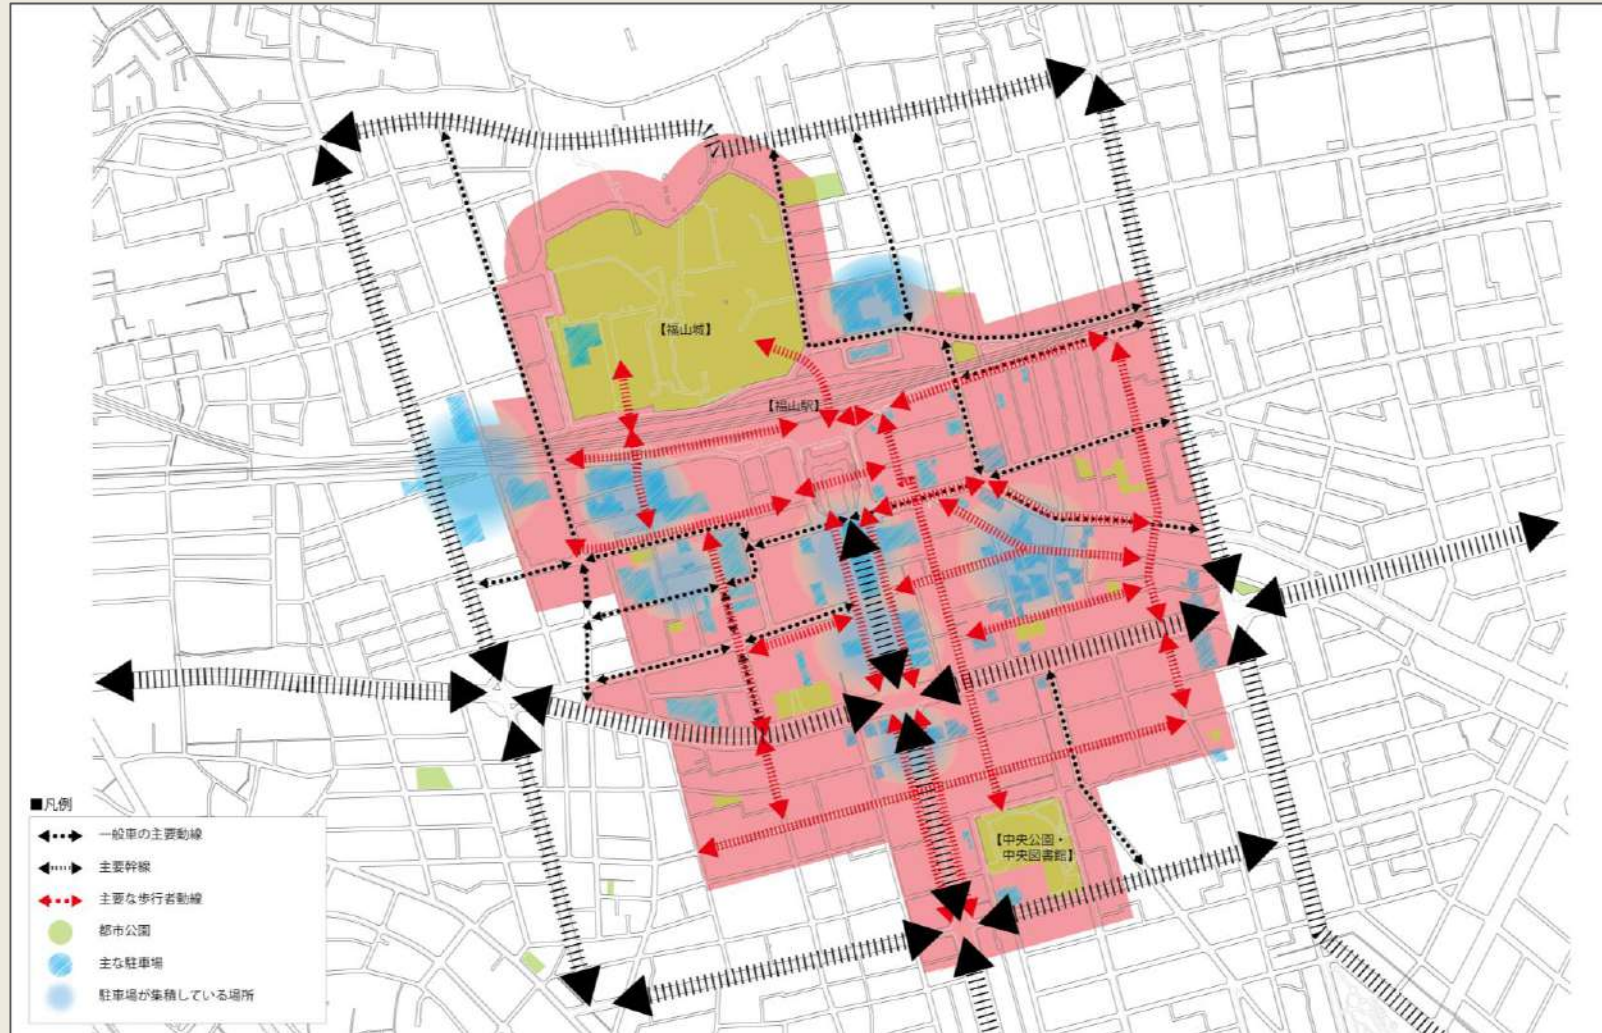 【福山城】
【福山駅】
【中央公園・
中央図書館】
■凡例
一般車の主要動線
主要幹線
主要な歩行者動線
都市公園
主な駐車場
駐車場が集積している場所